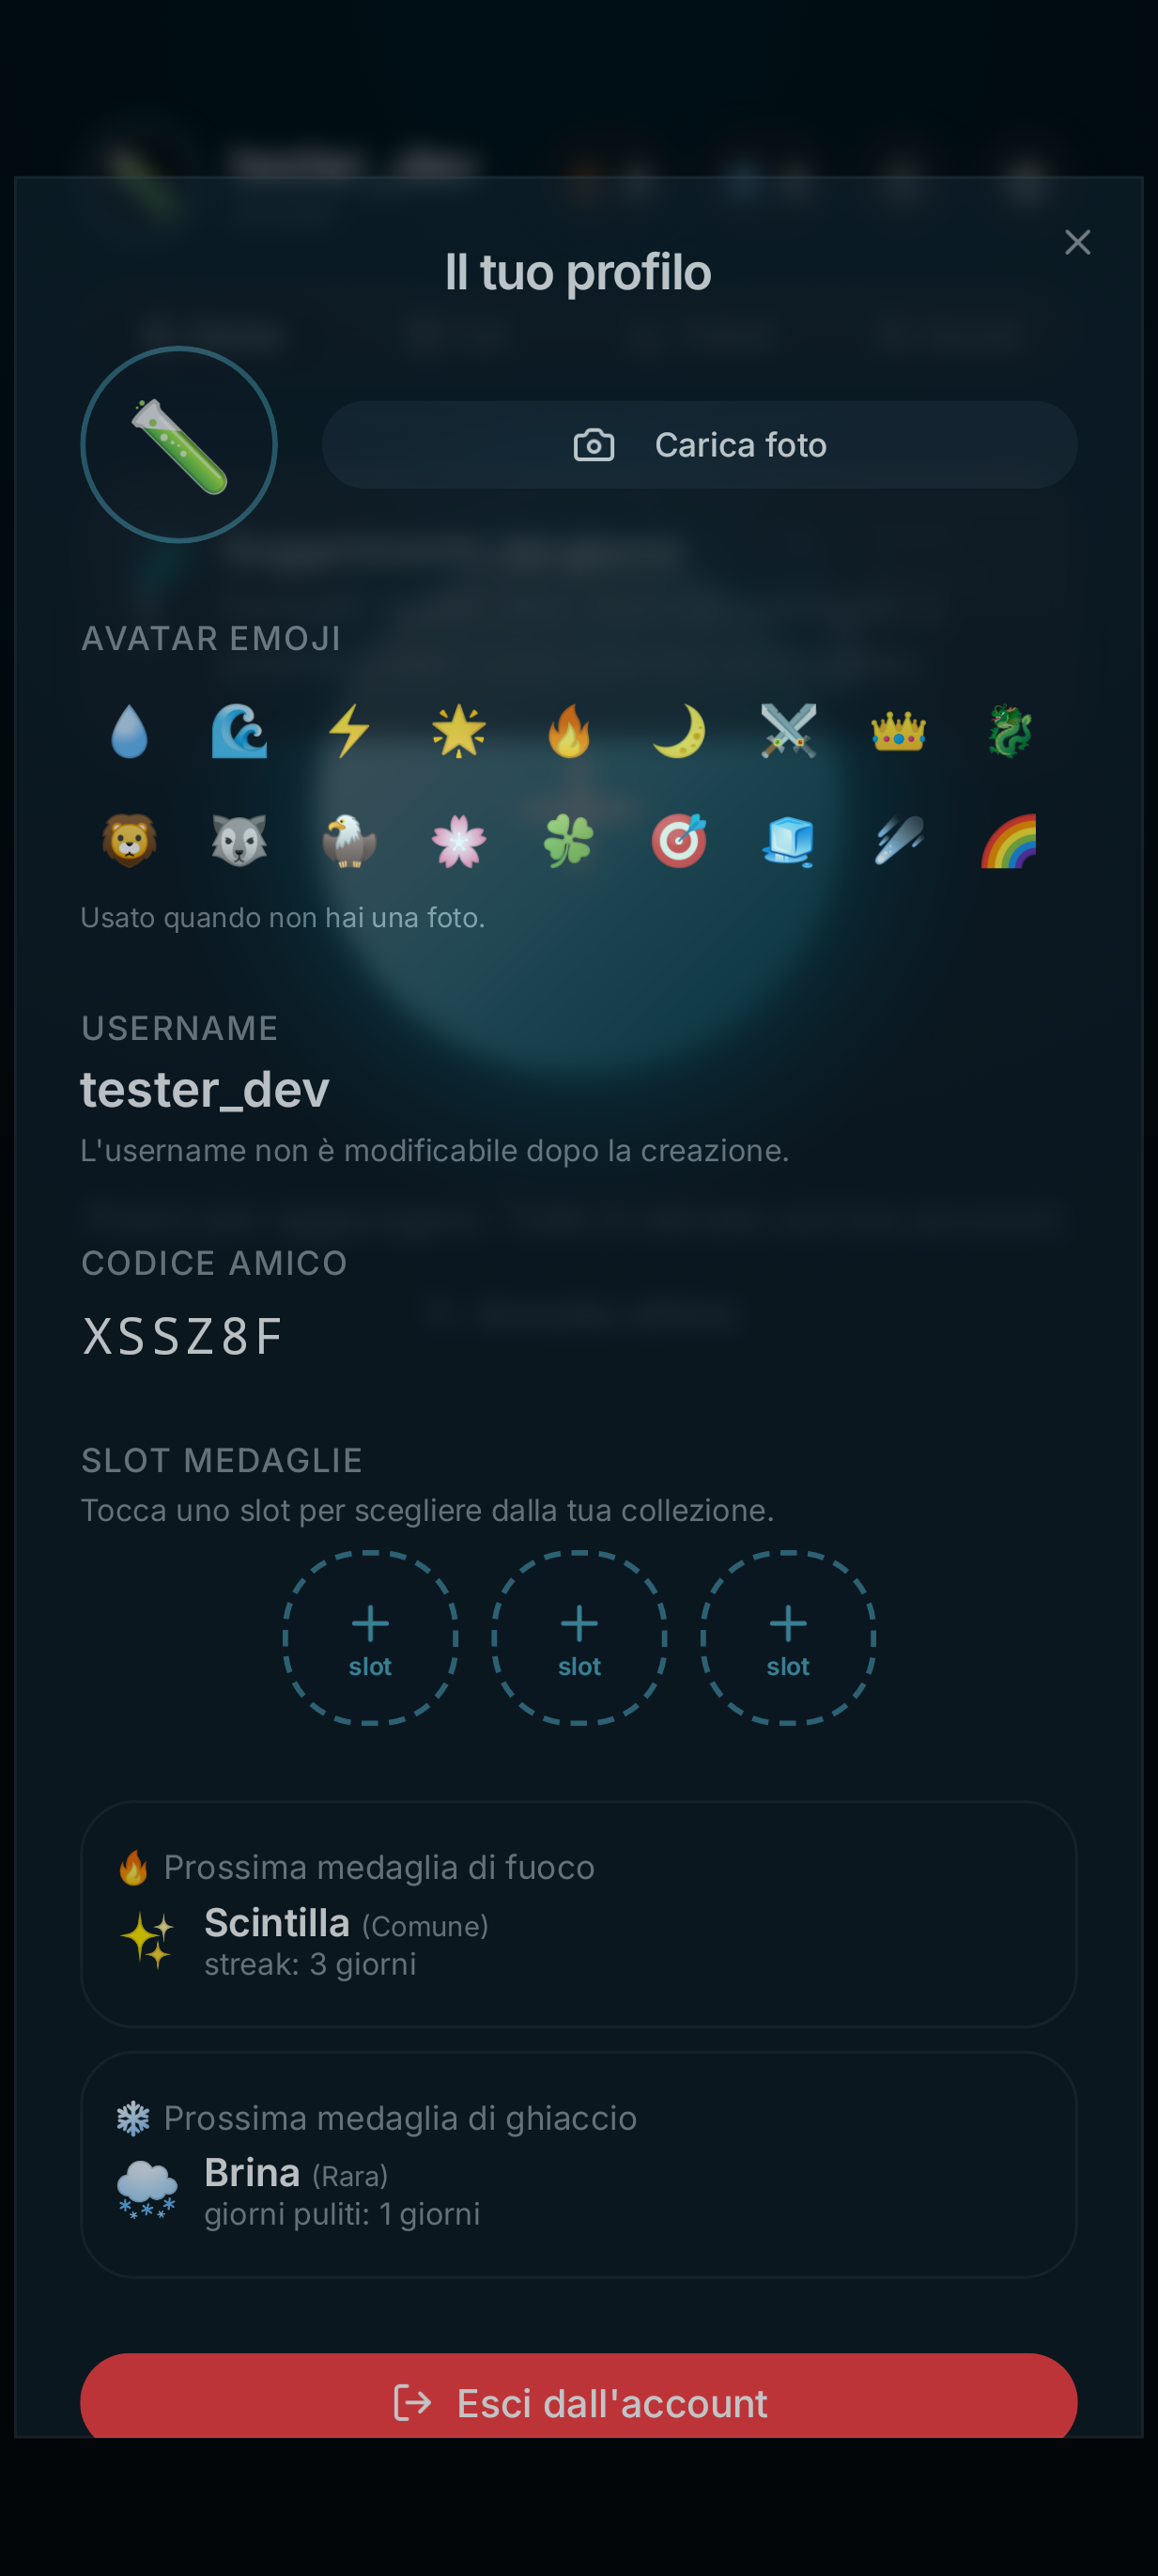 Il tuo profilo
Carica foto
AVATAR EMOJI
Usato quando non hai una foto.
USERNAME
tester_dev
L'username non è modificabile dopo la creazione.
CODICE AMICO
XSSZ8F
SLOT MEDAGLIE
Tocca uno slot per scegliere dalla tua collezione.
slot slot slot
Prossima medaglia di fuoco
Scintilla (Comune)
streak: 3 giorni
Prossima medaglia di ghiaccio
Brina (Rara)
giorni puliti: 1 giorni
Esci dall'account